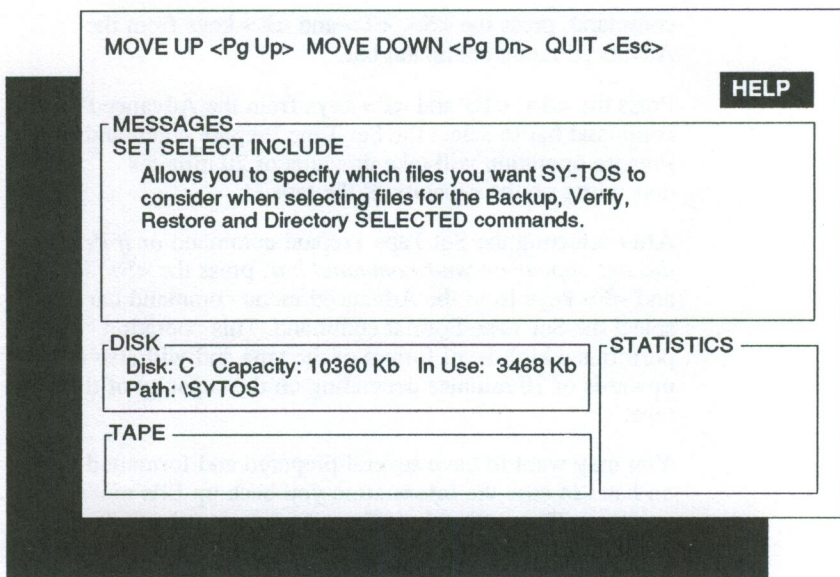 MOVE UP <Pg Up> MOVE DOWN <Pg Dn> QUIT <Esc>
HELP
MESSAGES
SET SELECT INCLUDE
Allows you to specify which files you want SY-TOS to
consider when selecting files for the Backup, Verify,
Restore and Directory SELECTED commands.
DISK
Disk: C Capacity: 10360 Kb In Use: 3468 Kb
Path: \SYTOS
STATISTICS
TAPE